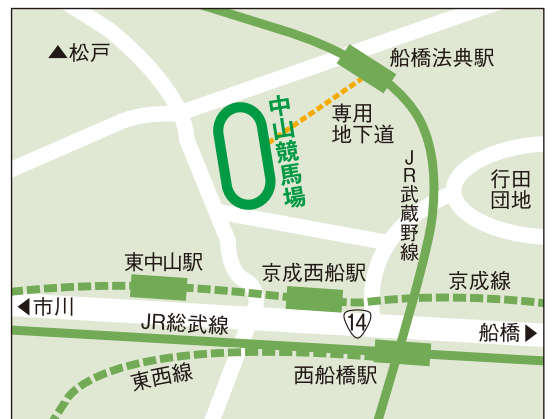 ▲松戸
船橋法典駅
中山競馬場
専用
地下道
JR武蔵野線
行田
団地
東中山駅
京成西船駅
京成線
◀市川
JR総武線
14
船橋▶
東西線
西船橋駅